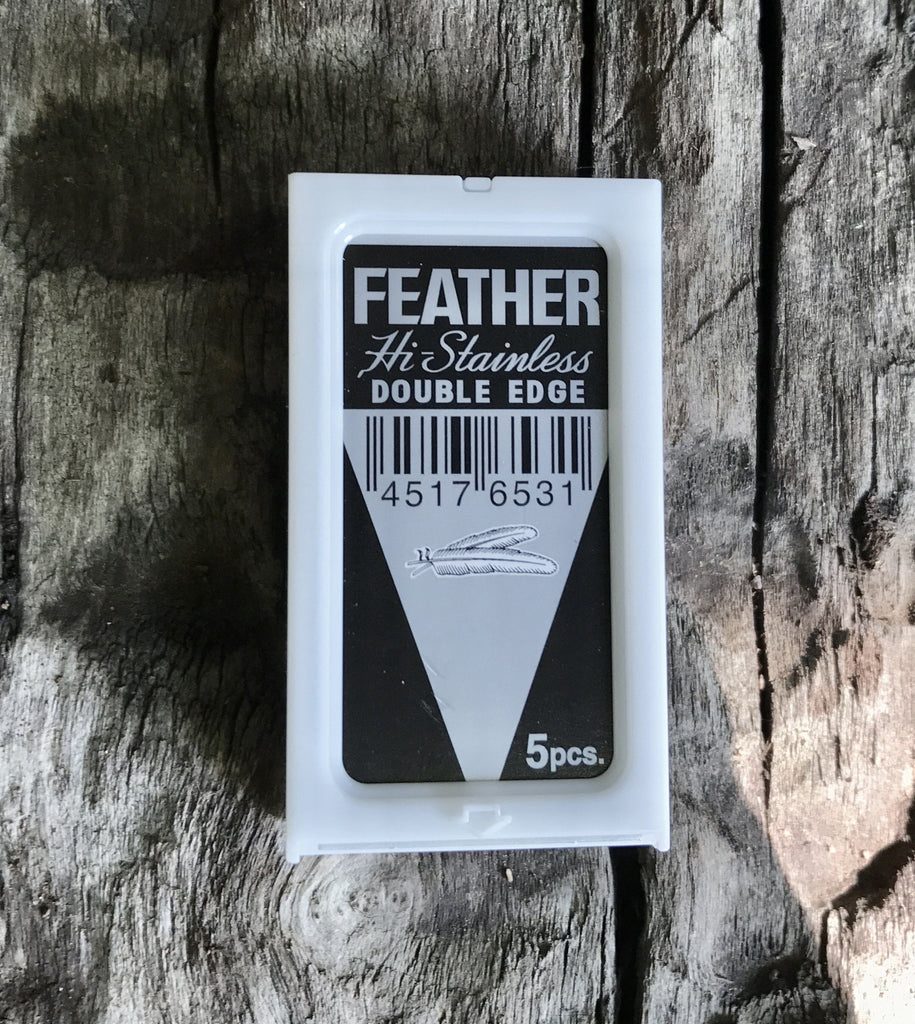 FEATHER
Hi-Stainless
DOUBLE EDGE
4517 6531
5pcs.